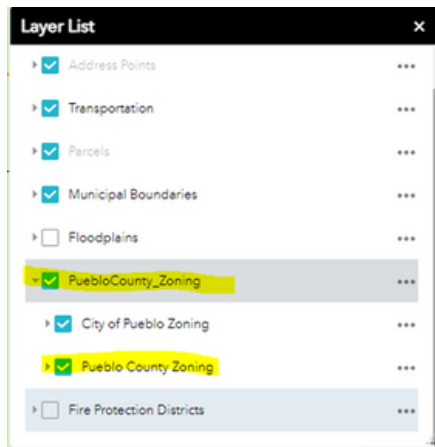 Layer List
Address Points
Transportation
Parcels
Municipal Boundaries
Floodplains
PuebloCounty_Zoning
City of Pueblo Zoning
Pueblo County Zoning
Fire Protection Districts